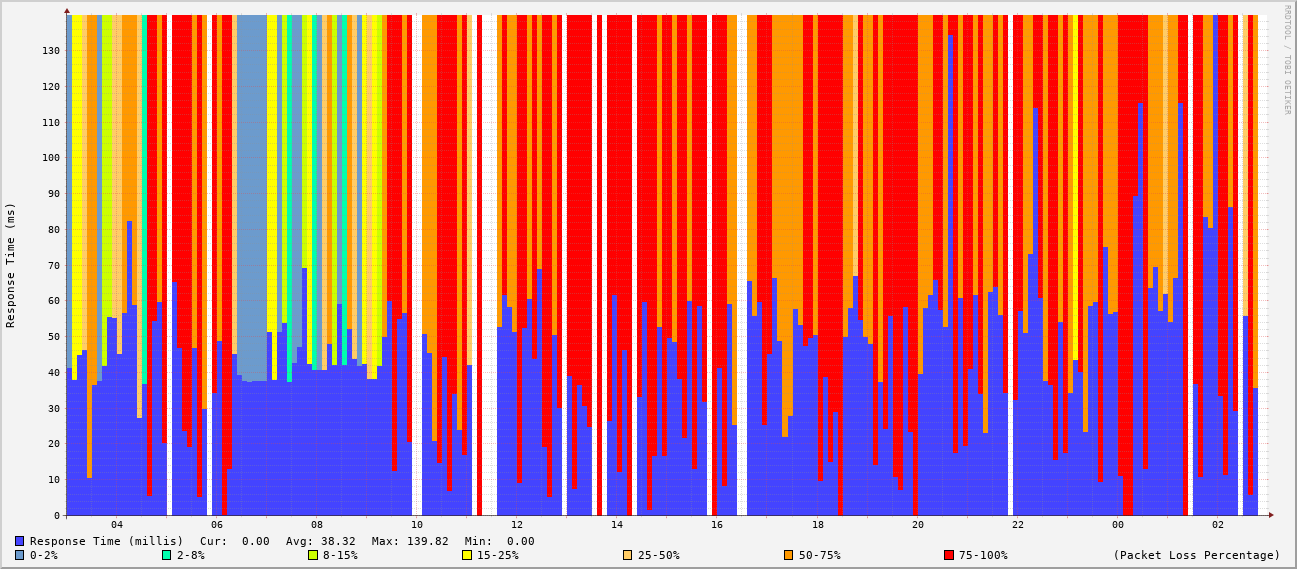 RRDTOOL / TOBI OETIKER
Response Time (ms)
130
120
110
100
90
80
70
60
50
40
30
20
10
0
04 06 08 10 12 14 16 18 20 22 00 02
Response Time (millis) Cur: 0.00 Avg: 38.32 Max: 139.82 Min: 0.00
0-2% 2-8% 8-15% 15-25% 25-50% 50-75% 75-100% (Packet Loss Percentage)